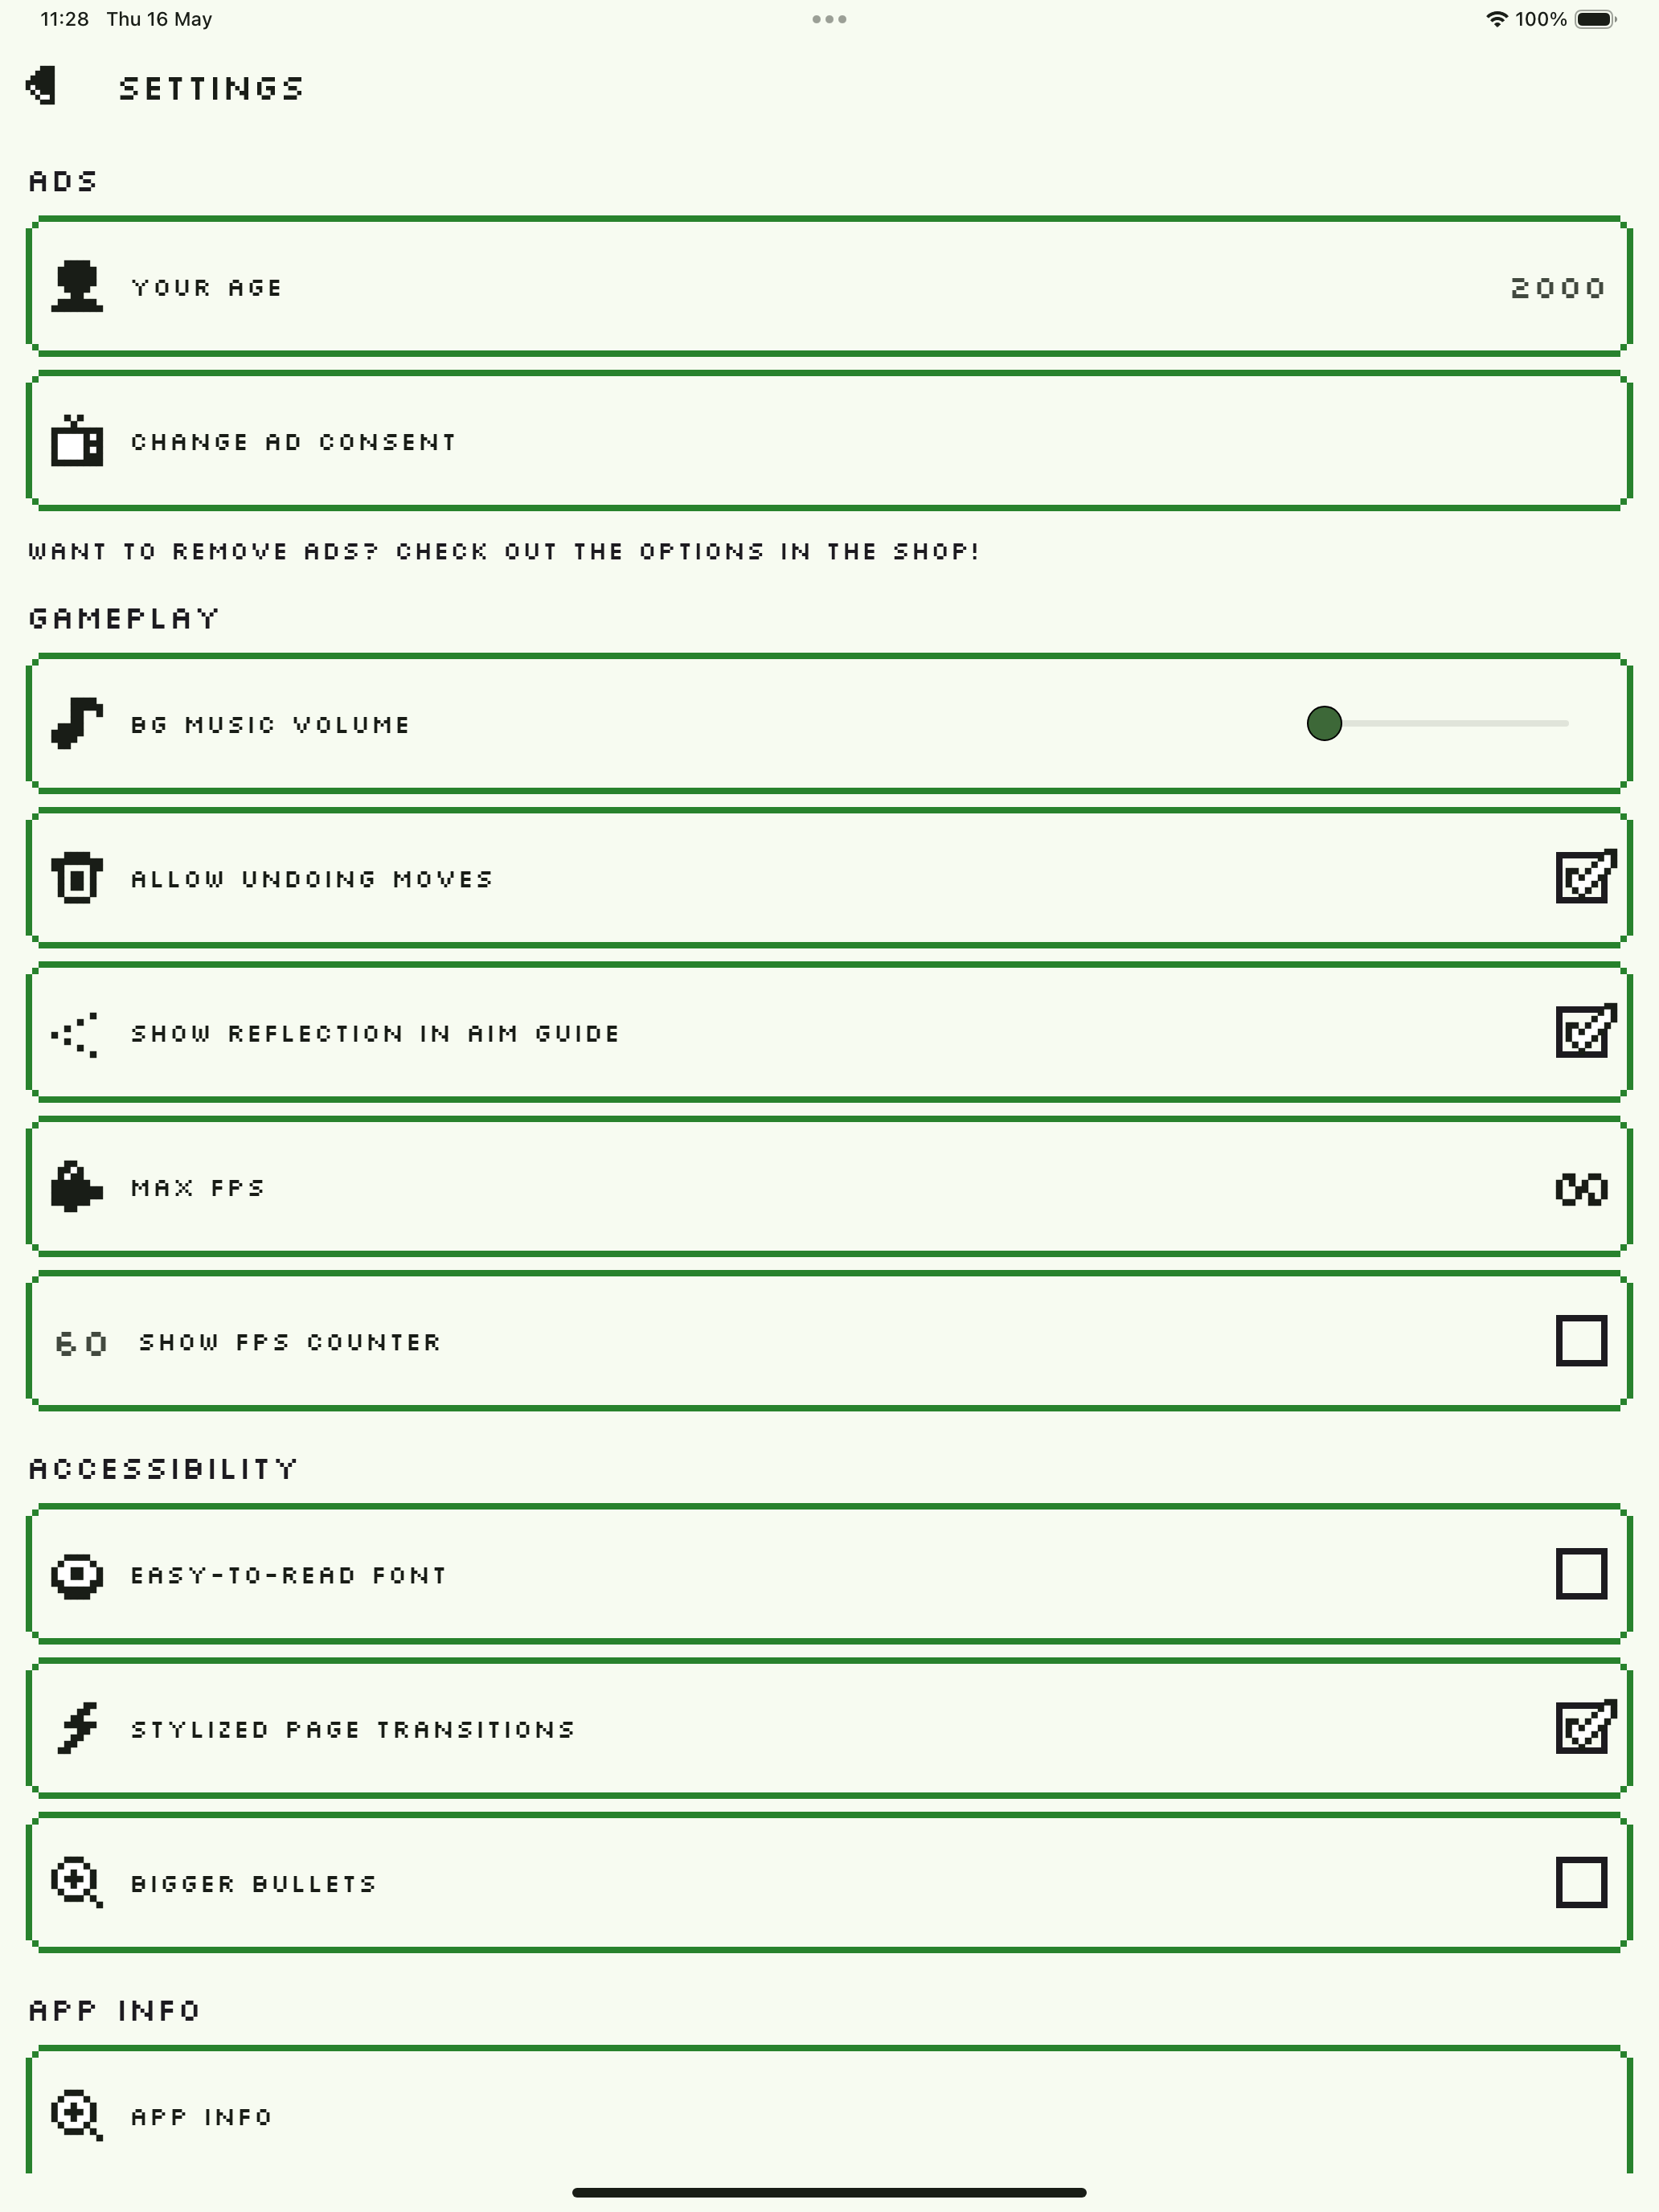 11:28 Thu 16 May 100%
SETTINGS
ADS
YOUR AGE 2000
CHANGE AD CONSENT
WANT TO REMOVE ADS? CHECK OUT THE OPTIONS IN THE SHOP!
GAMEPLAY
BG MUSIC VOLUME
ALLOW UNDOING MOVES
SHOW REFLECTION IN AIM GUIDE
MAX FPS ∞
60 SHOW FPS COUNTER
ACCESSIBILITY
EASY-TO-READ FONT
STYLIZED PAGE TRANSITIONS
BIGGER BULLETS
APP INFO
APP INFO